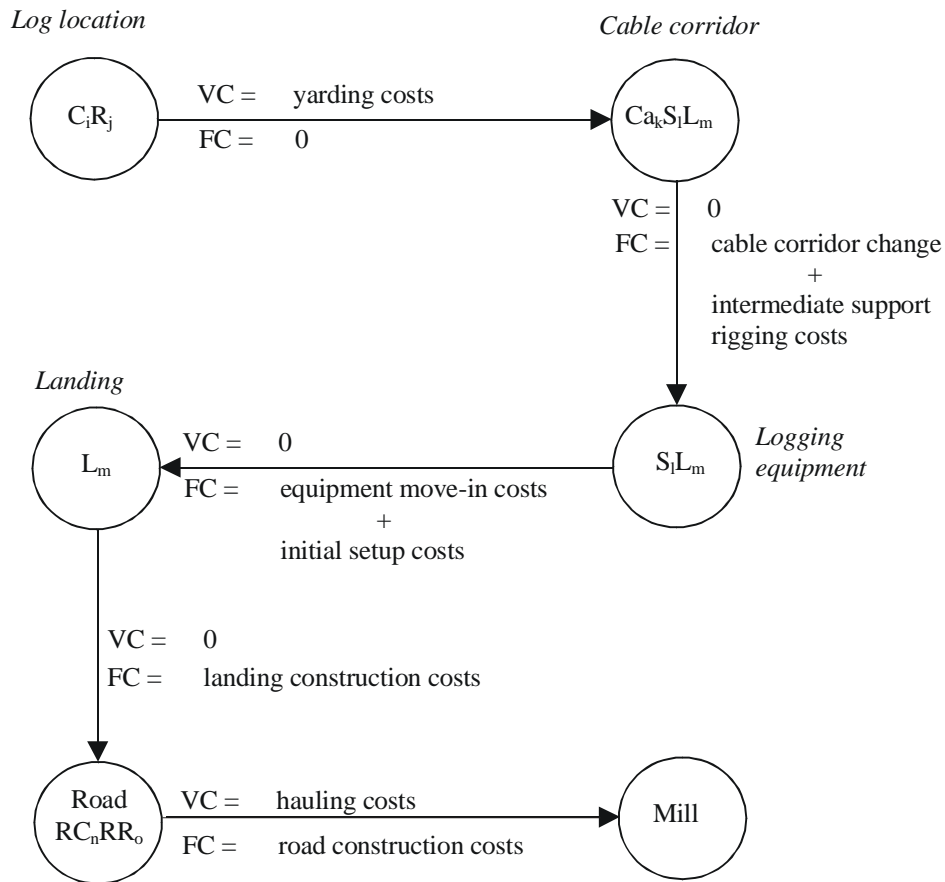 Log location
Cable corridor
CiRj
VC = yarding costs
FC = 0
CakSlLm
VC = 0
FC = cable corridor change
+
intermediate support
rigging costs
Landing
Lm
VC = 0
FC = equipment move-in costs
+
initial setup costs
SlLm
Logging
equipment
VC = 0
FC = landing construction costs
Road
RCnRRo
VC = hauling costs
FC = road construction costs
Mill